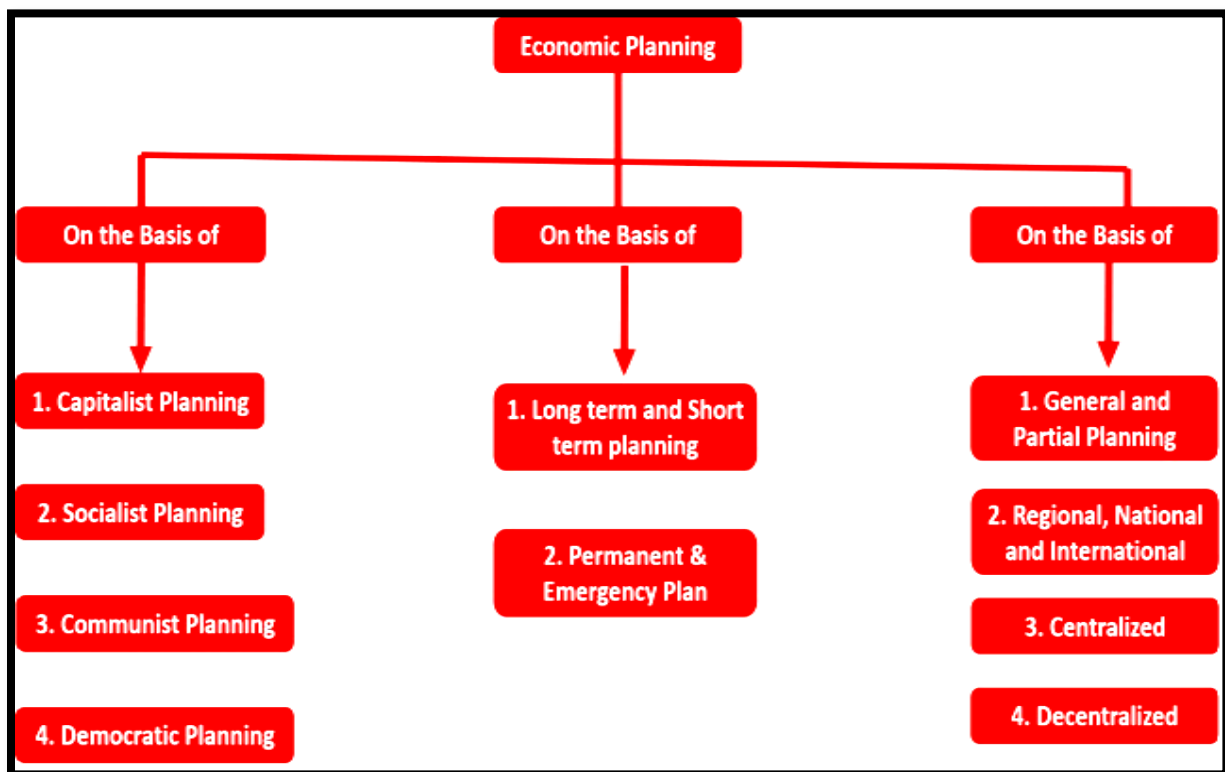 Economic Planning
On the Basis of
On the Basis of
On the Basis of
1. Capitalist Planning
2. Socialist Planning
3. Communist Planning
4. Democratic Planning
1. Long term and Short
term planning
2. Permanent &
Emergency Plan
1. General and
Partial Planning
2. Regional, National
and International
3. Centralized
4. Decentralized